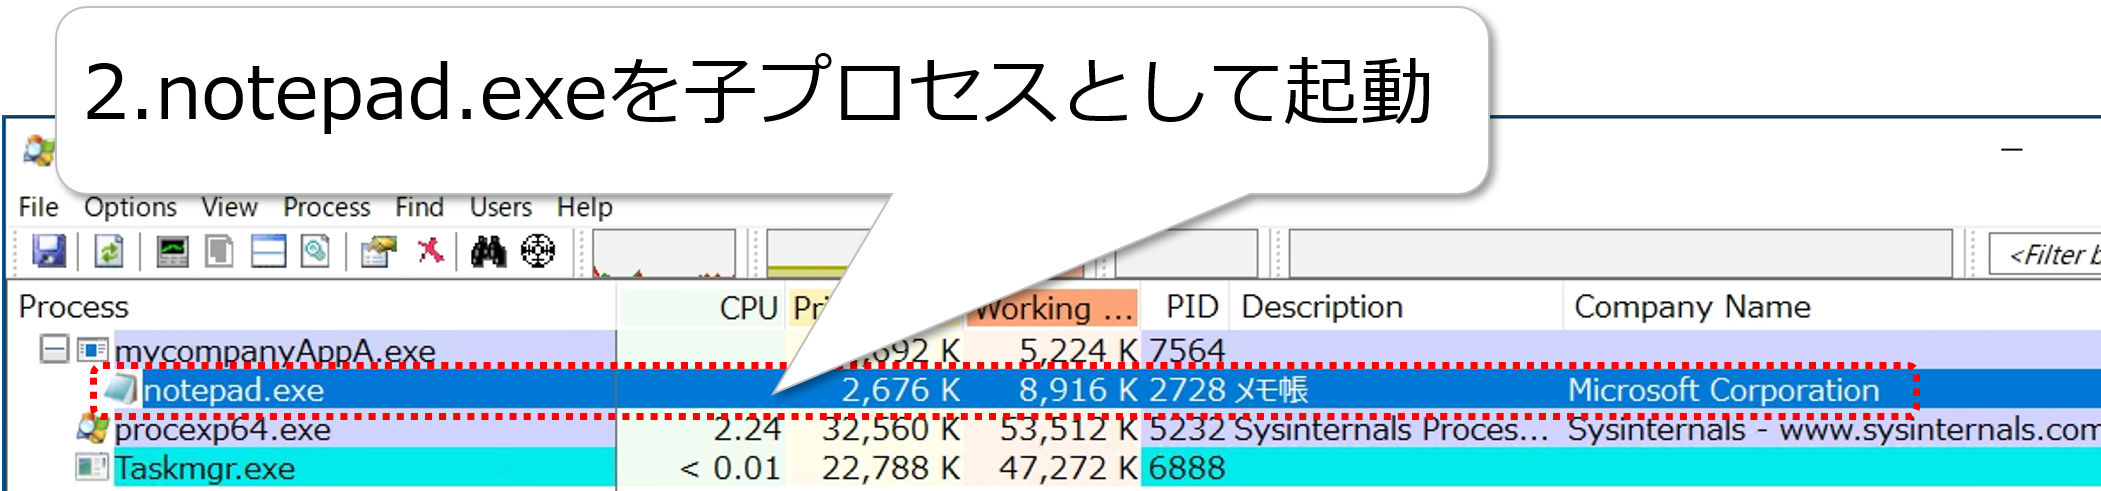 2.notepad.exeを子プロセスとして起動
File Options View Process Find Users Help
<Filter b
Process CPU Pri Working ... PID Description Company Name
mycompanyAppA.exe ,692 K 5,224 K 7564
notepad.exe 2,676 K 8,916 K 2728 メモ帳 Microsoft Corporation
procexp64.exe 2.24 32,560 K 53,512 K 5232 Sysinternals Proces... Sysinternals - www.sysinternals.com
Taskmgr.exe < 0.01 22,788 K 47,272 K 6888